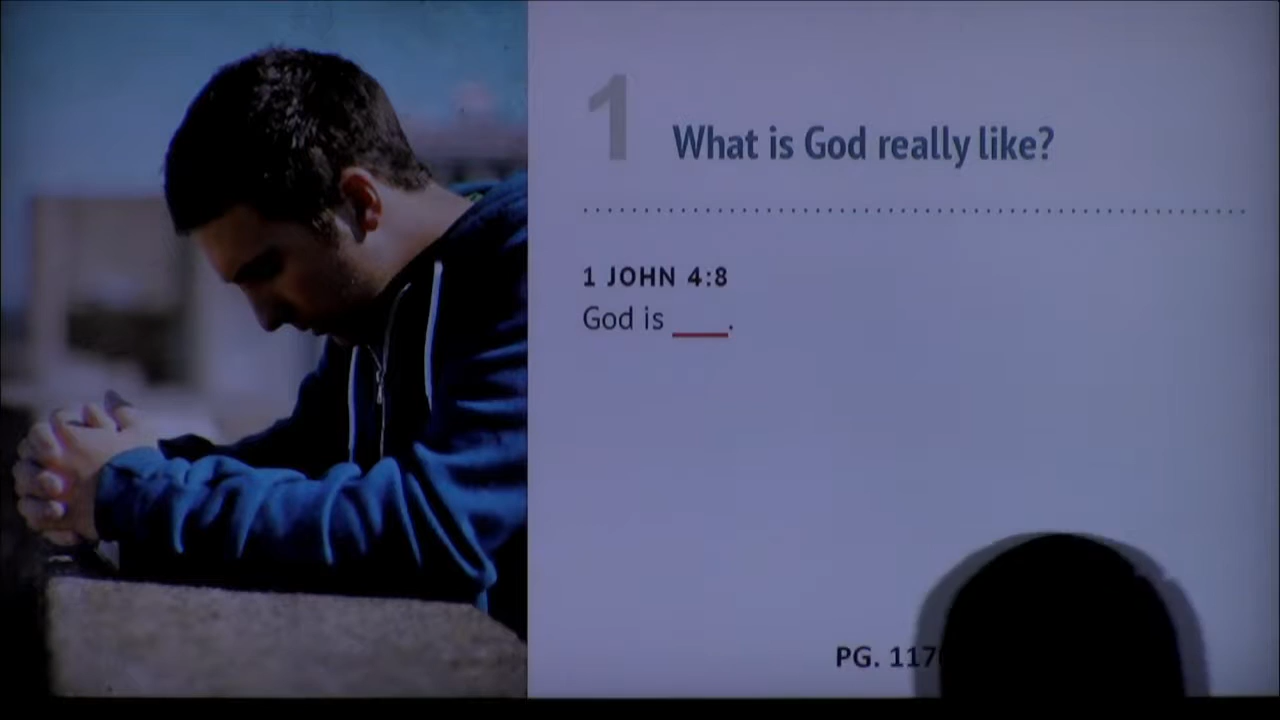 1
What is God really like?
1 JOHN 4:8
God is ____.
PG. 117